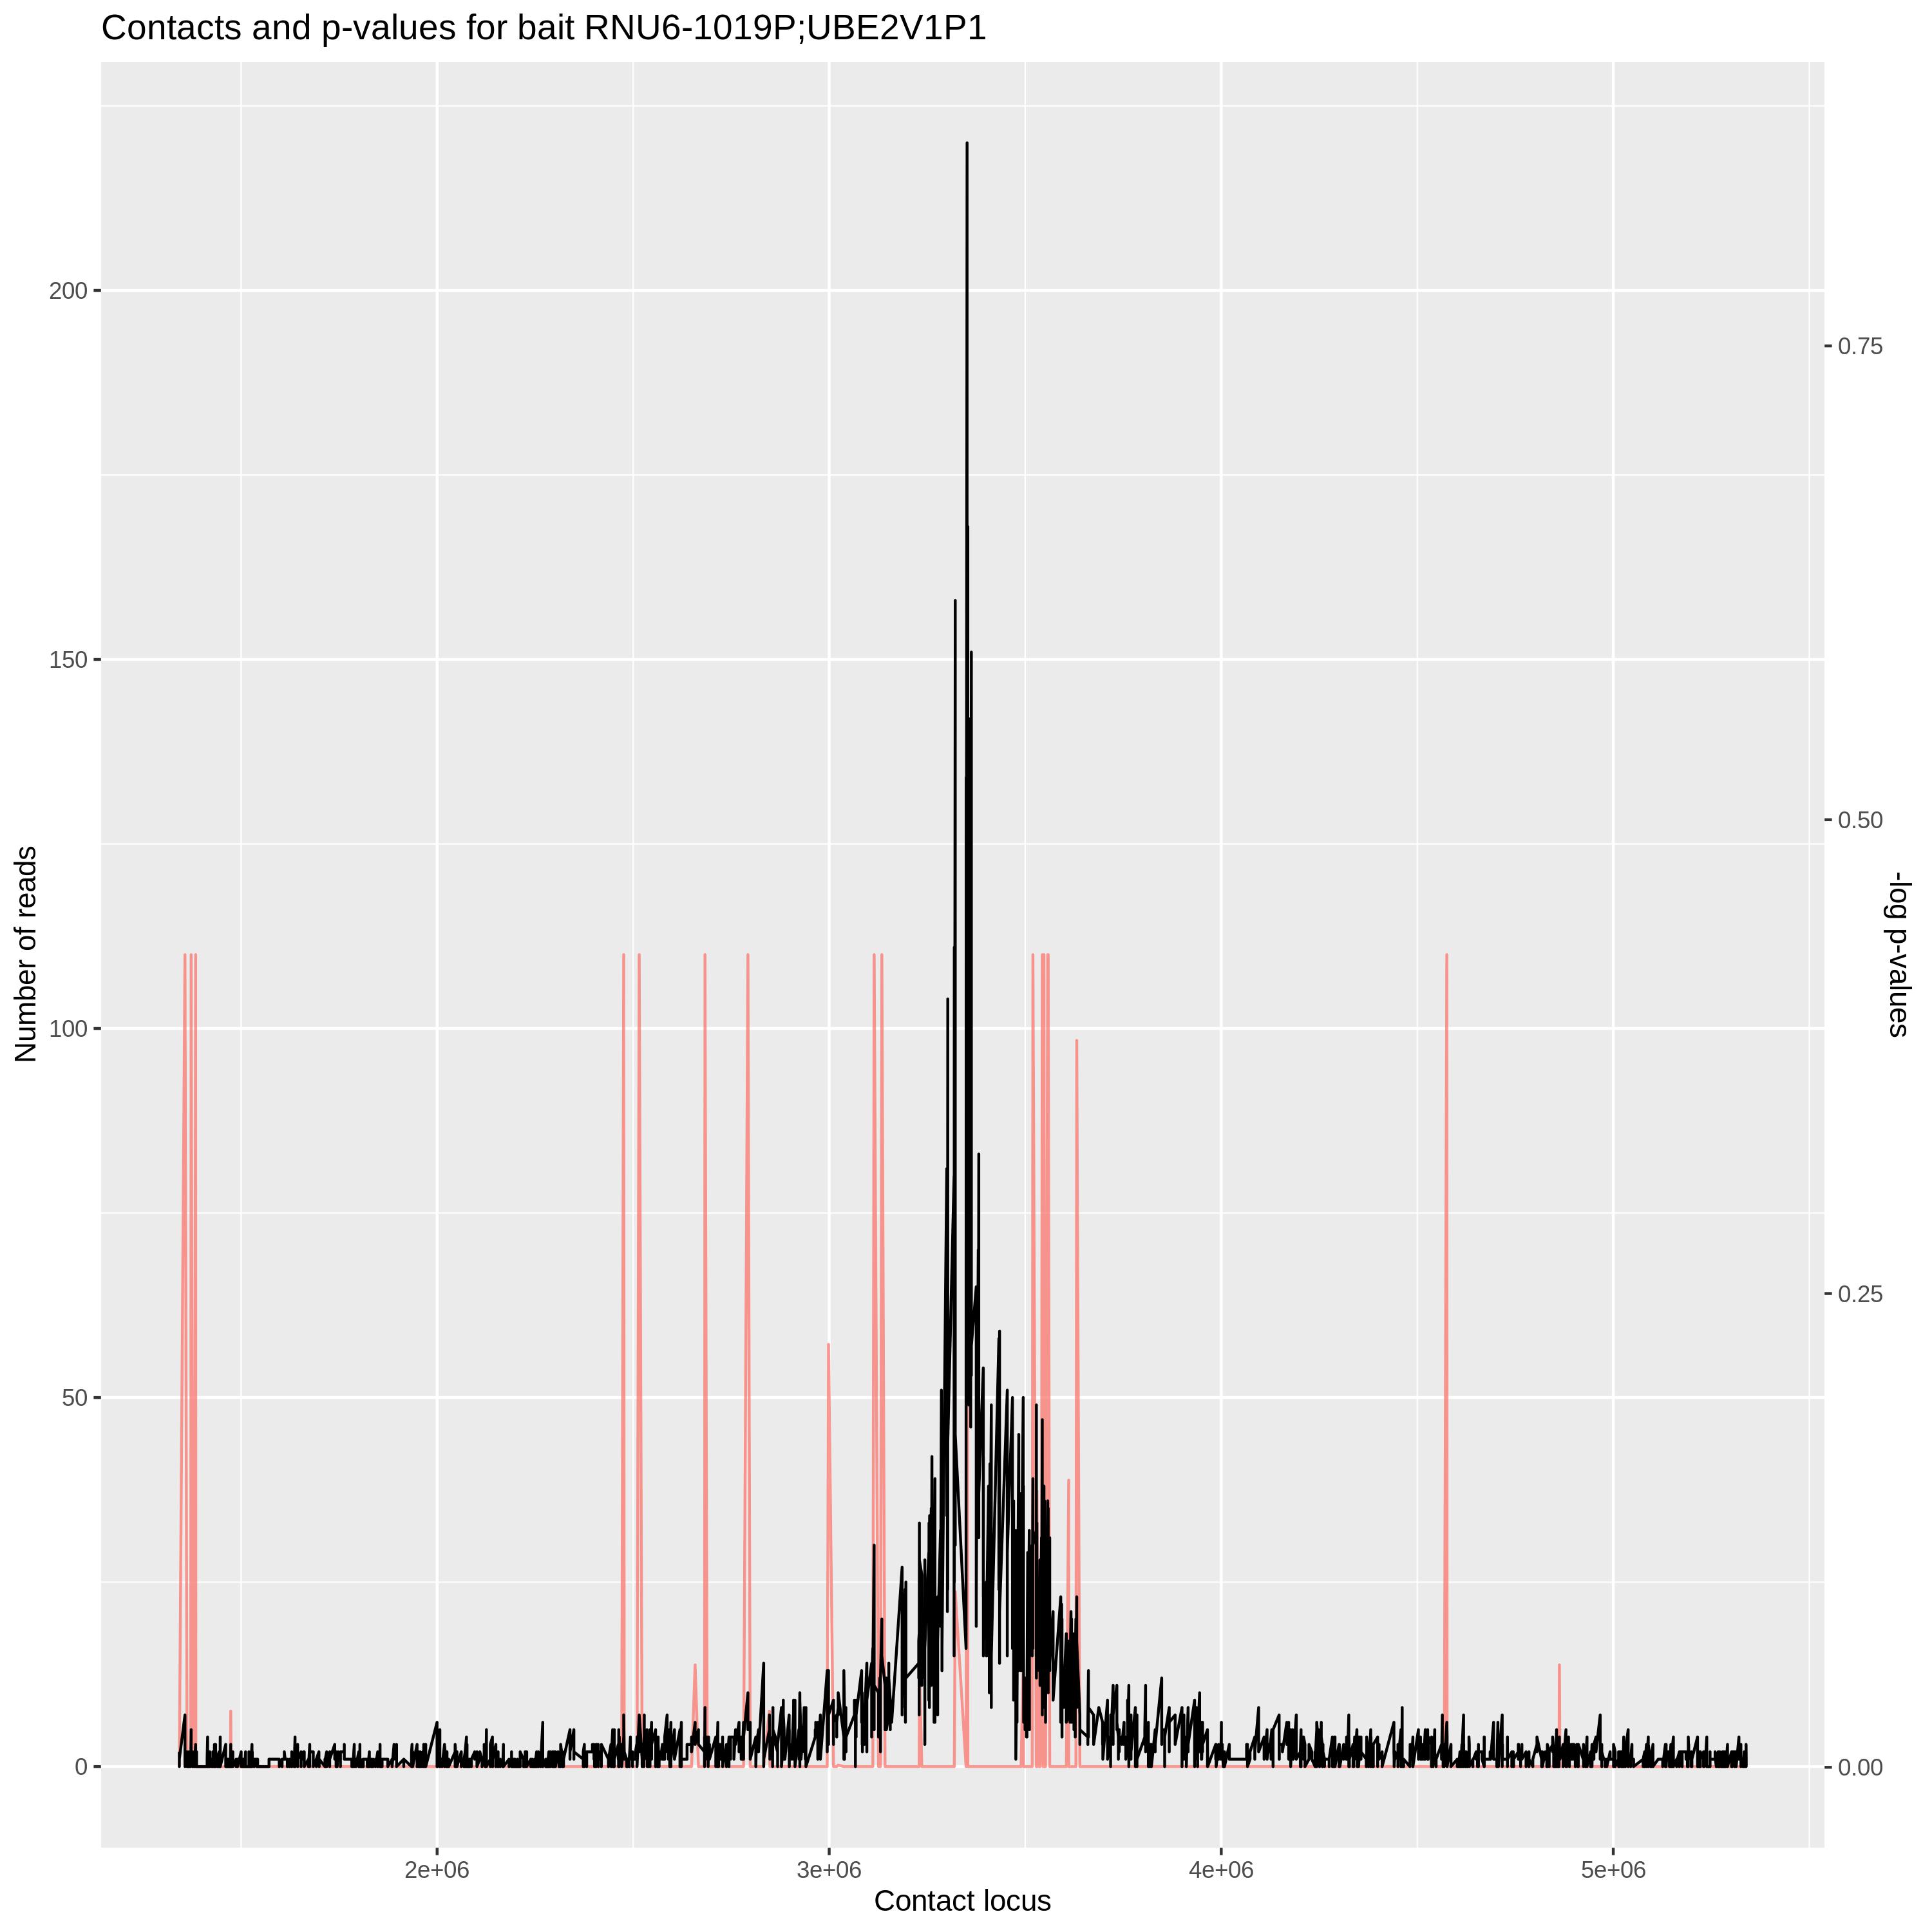 Contacts and p-values for bait RNU6-1019P;UBE2V1P1
200
150
100
50
0
Number of reads
0.75
0.50
0.25
0.00
-log p-values
2e+06 3e+06 4e+06 5e+06
Contact locus